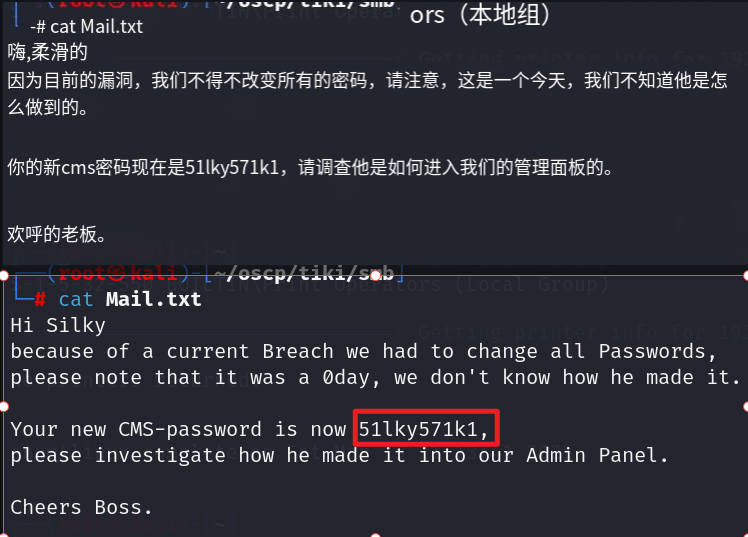 ors（本地组）
-# cat Mail.txt
嗨,柔滑的
因为目前的漏洞，我们不得不改变所有的密码，请注意，这是一个今天，我们不知道他是怎
么做到的。
你的新cms密码现在是51lky571k1，请调查他是如何进入我们的管理面板的。
欢呼的老板。
(root㉿kali)-[~/oscp/tiki/smb]
# cat Mail.txt
Hi Silky
because of a current Breach we had to change all Passwords,
please note that it was a 0day, we don't know how he made it.
Your new CMS-password is now 51lky571k1,
please investigate how he made it into our Admin Panel.
Cheers Boss.